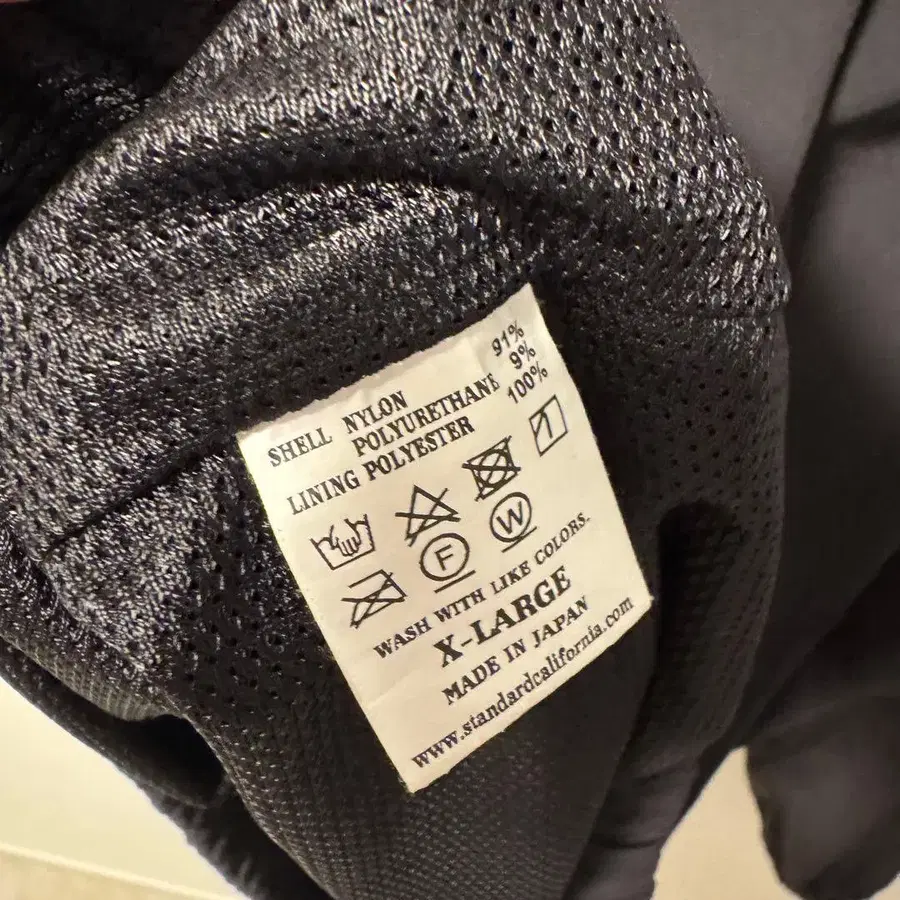 SHELL NYLON 91%
POLYURETHANE 9%
LINING POLYESTER 100%
F W
WASH WITH LIKE COLORS.
X-LARGE
MADE IN JAPAN
www.standardcalifornia.com